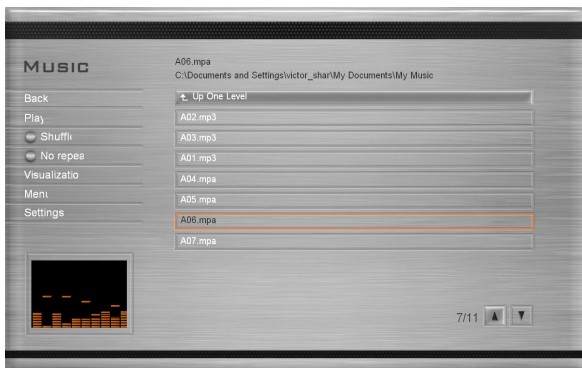 Music
A06.mpa
C:\Documents and Settings\victor_shar\My Documents\My Music
Back
Play
Shuffle
No repea
Visualizatio
Menu
Settings
Up One Level
A02.mp3
A03.mp3
A01.mp3
A04.mpa
A05.mpa
A06.mpa
A07.mpa
7/11